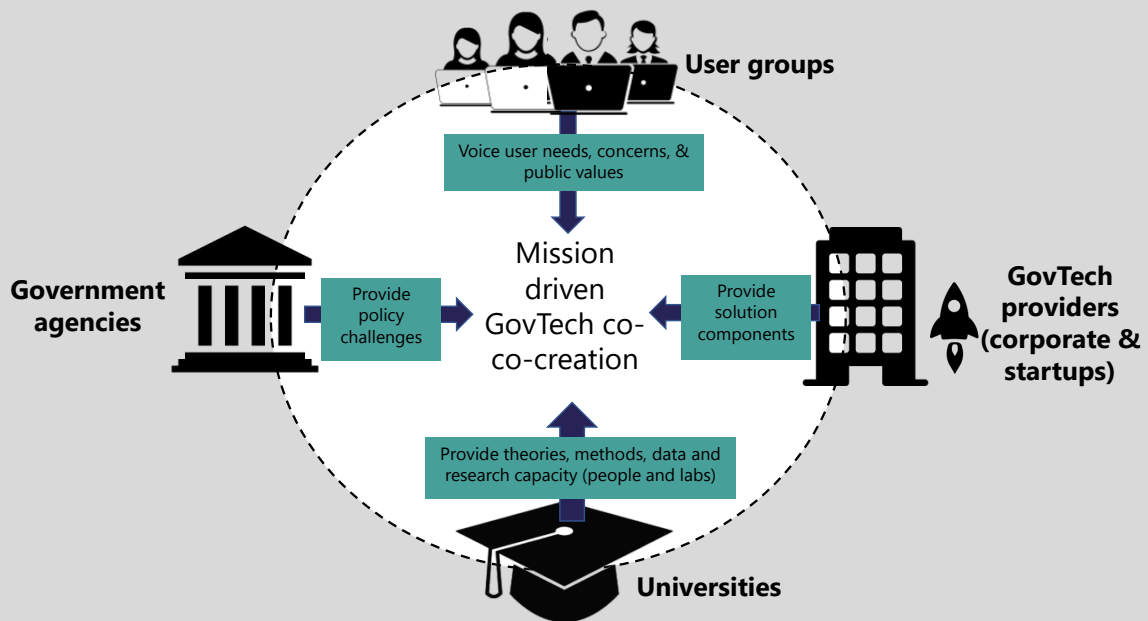 User groups
Voice user needs, concerns, &
public values
Government
agencies
Provide
policy
challenges
Mission
driven
GovTech co-
co-creation
Provide
solution
components
GovTech
providers
(corporate &
startups)
Provide theories, methods, data and
research capacity (people and labs)
Universities